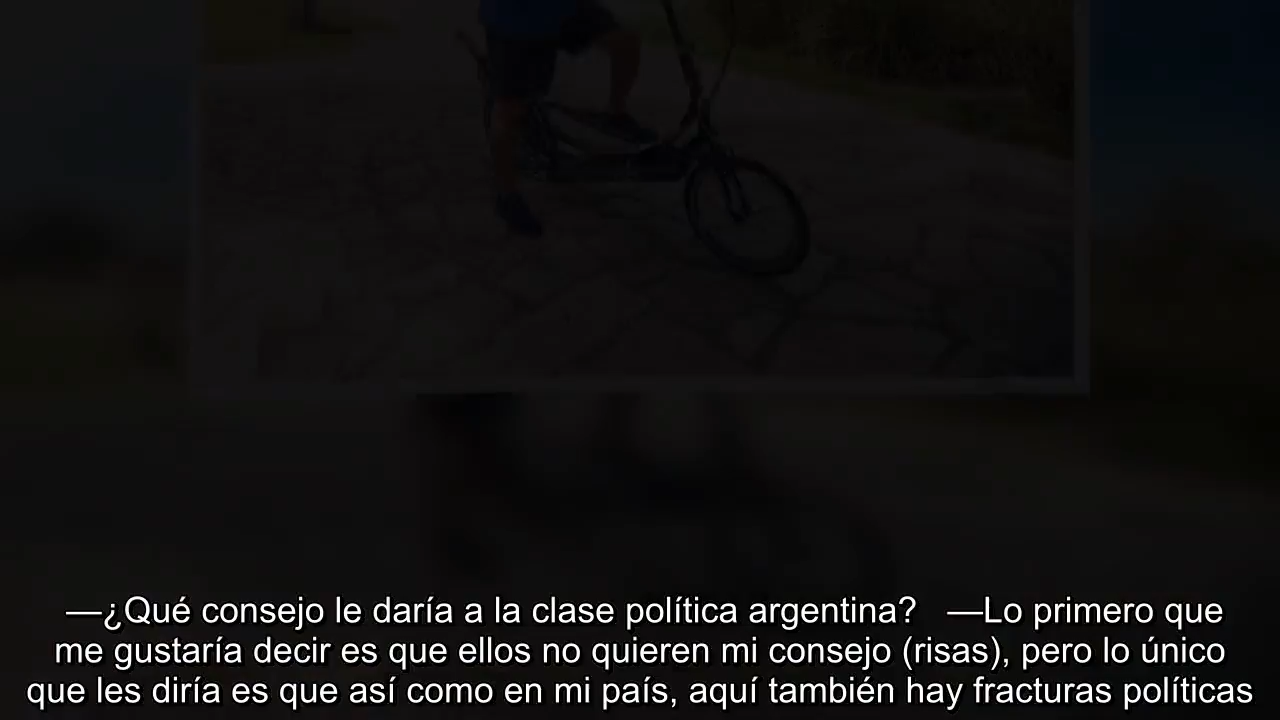 —¿Qué consejo le daría a la clase política argentina?   —Lo primero que
me gustaría decir es que ellos no quieren mi consejo (risas), pero lo único
que les diría es que así como en mi país, aquí también hay fracturas políticas